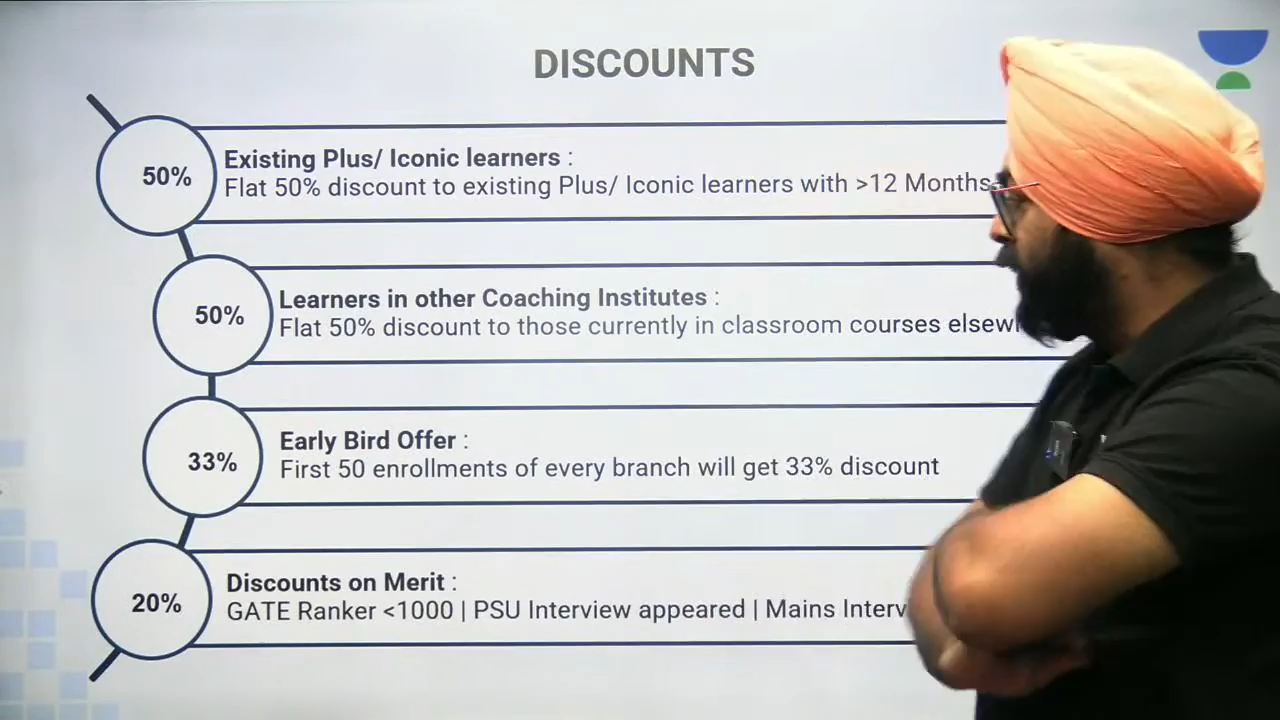 DISCOUNTS
50%
Existing Plus/ Iconic learners :
Flat 50% discount to existing Plus/ Iconic learners with >12 Months
50%
Learners in other Coaching Institutes :
Flat 50% discount to those currently in classroom courses
33%
Early Bird Offer :
First 50 enrollments of every branch will get 33% discount
20%
Discounts on Merit :
GATE Ranker <1000 | PSU Interview appeared | Mains